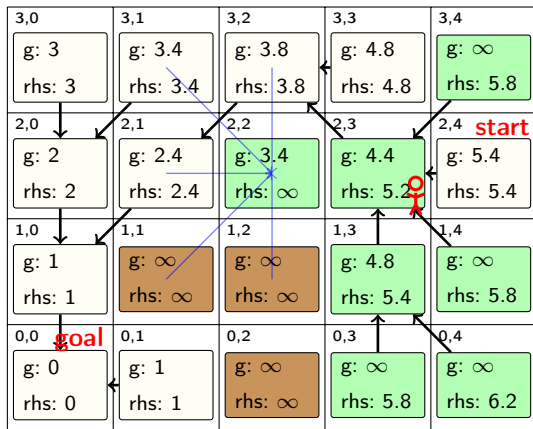 3,0 3,1 3,2 3,3 3,4
g: 3 g: 3.4 g: 3.8 g: 4.8 g: ∞
rhs: 3 rhs: 3.4 rhs: 3.8 rhs: 4.8 rhs: 5.8
2,0 2,1 2,2 2,3 2,4 start
g: 2 g: 2.4 g: 3.4 g: 4.4 g: 5.4
rhs: 2 rhs: 2.4 rhs: ∞ rhs: 5.2 rhs: 5.4
1,0 1,1 1,2 1,3 1,4
g: 1 g: ∞ g: ∞ g: 4.8 g: ∞
rhs: 1 rhs: ∞ rhs: ∞ rhs: 5.4 rhs: 5.8
0,0 goal 0,1 0,2 0,3 0,4
g: 0 g: 1 g: ∞ g: ∞ g: ∞
rhs: 0 rhs: 1 rhs: ∞ rhs: 5.8 rhs: 6.2